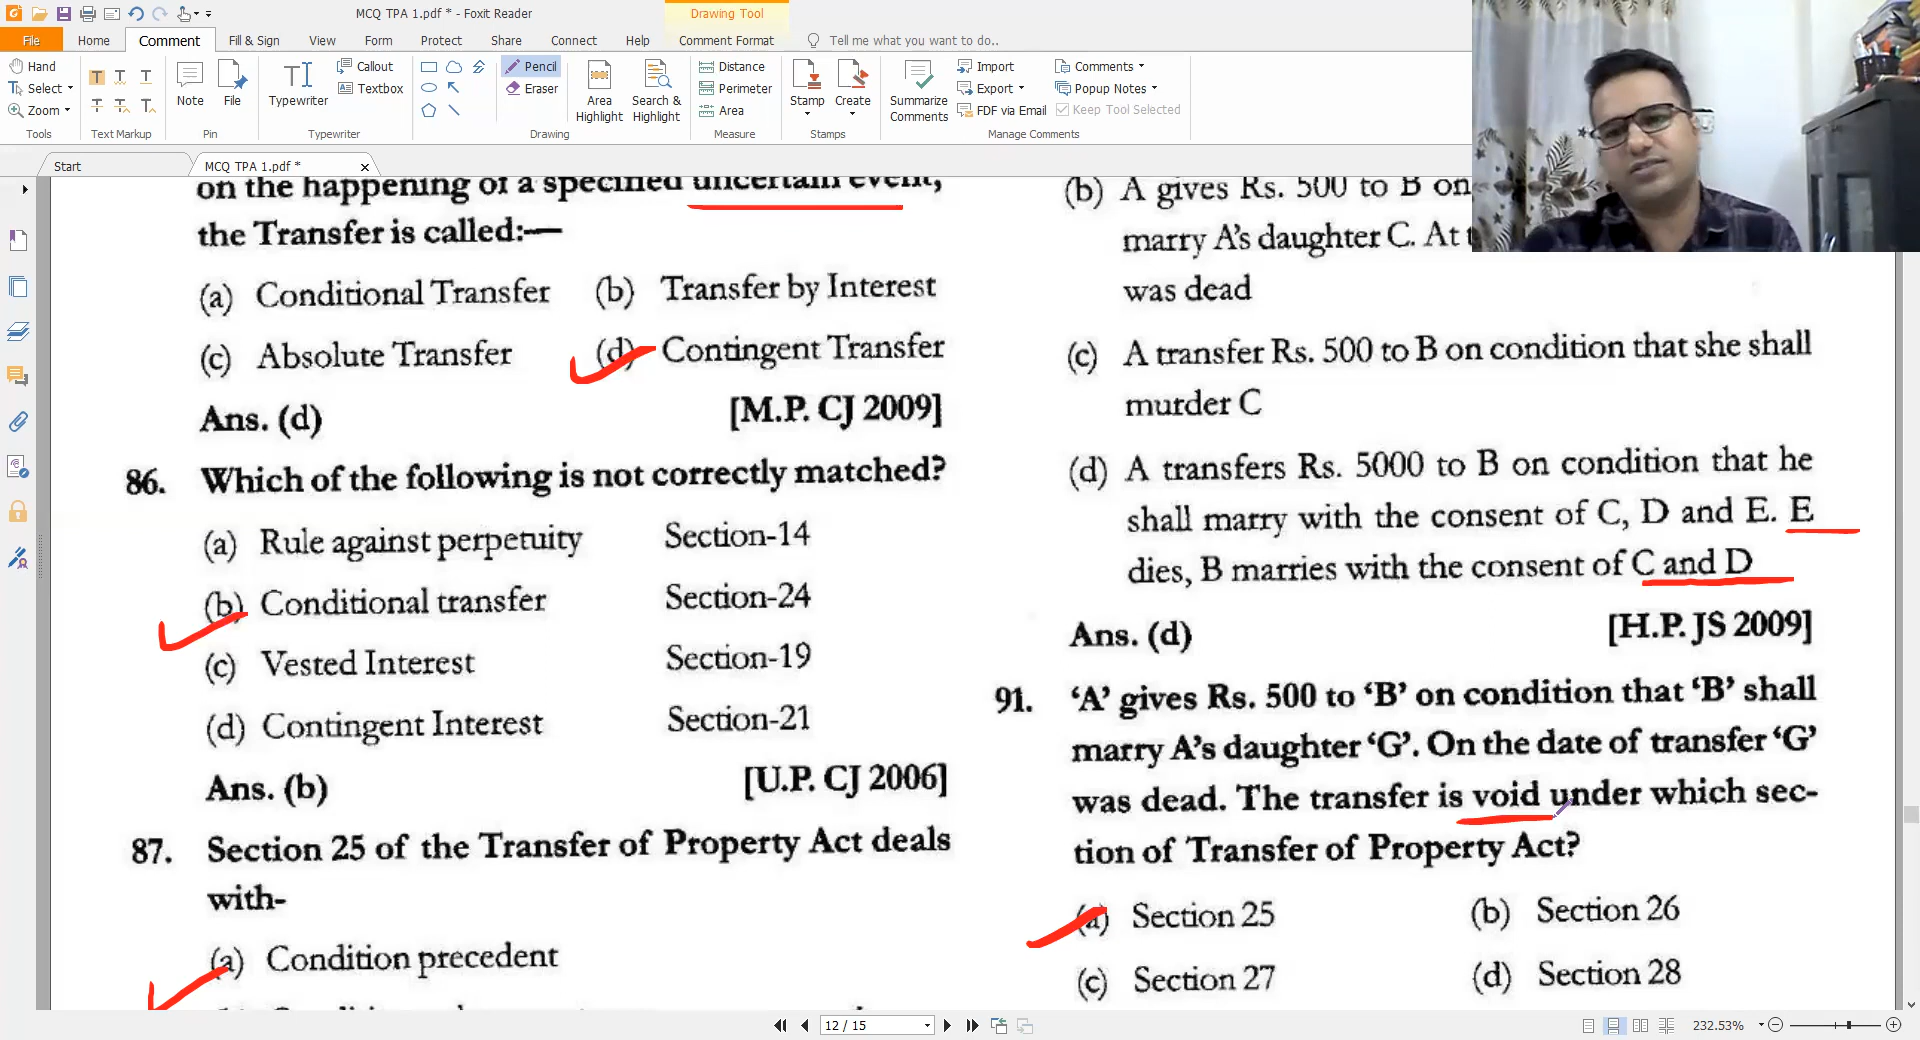 MCQ TPA 1.pdf * - Foxit Reader
Drawing Tool
File
Home
Comment
Fill & Sign
View
Form
Protect
Share
Connect
Help
Comment Format
Tell me what you want to do..
Hand
Select
Zoom
Tools
Text Markup
Note
File
Pin
Typewriter
Callout
Textbox
Typewriter
Pencil
Eraser
Drawing
Area
Highlight
Search &
Highlight
Distance
Perimeter
Area
Measure
Stamp
Create
Stamps
Summarize
Comments
Import
Export
FDF via Email
Comments
Popup Notes
Keep Tool Selected
Manage Comments
Start
MCQ TPA 1.pdf *
on the happening of a specified uncertain event,
the Transfer is called:—
(a) Conditional Transfer (b) Transfer by Interest
(c) Absolute Transfer (d) Contingent Transfer
Ans. (d) [M.P. CJ 2009]
86. Which of the following is not correctly matched?
(a) Rule against perpetuity Section-14
(b) Conditional transfer Section-24
(c) Vested Interest Section-19
(d) Contingent Interest Section-21
Ans. (b) [U.P. CJ 2006]
87. Section 25 of the Transfer of Property Act deals
with-
(a) Condition precedent
(b) A gives Rs. 500 to B on
marry A's daughter C. At
was dead
(c) A transfer Rs. 500 to B on condition that she shall
murder C
(d) A transfers Rs. 5000 to B on condition that he
shall marry with the consent of C, D and E. E
dies, B marries with the consent of C and D
Ans. (d) [H.P. JS 2009]
91. 'A' gives Rs. 500 to 'B' on condition that 'B' shall
marry A's daughter 'G'. On the date of transfer 'G'
was dead. The transfer is void under which sec-
tion of Transfer of Property Act?
(a) Section 25 (b) Section 26
(c) Section 27 (d) Section 28
12 / 15
232.53%